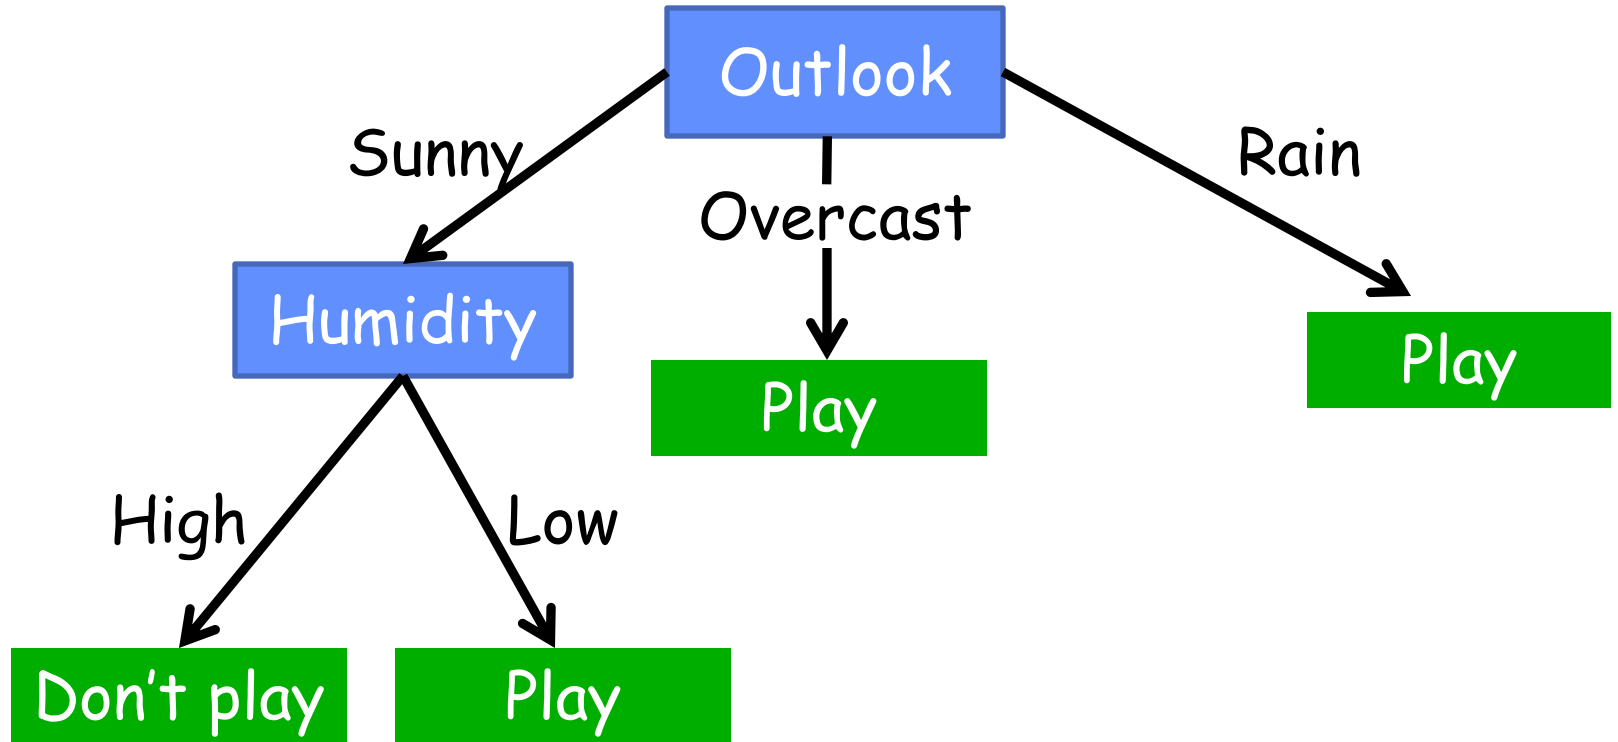 Outlook
Sunny
Overcast
Rain
Humidity
Play
Play
High
Low
Don't play
Play